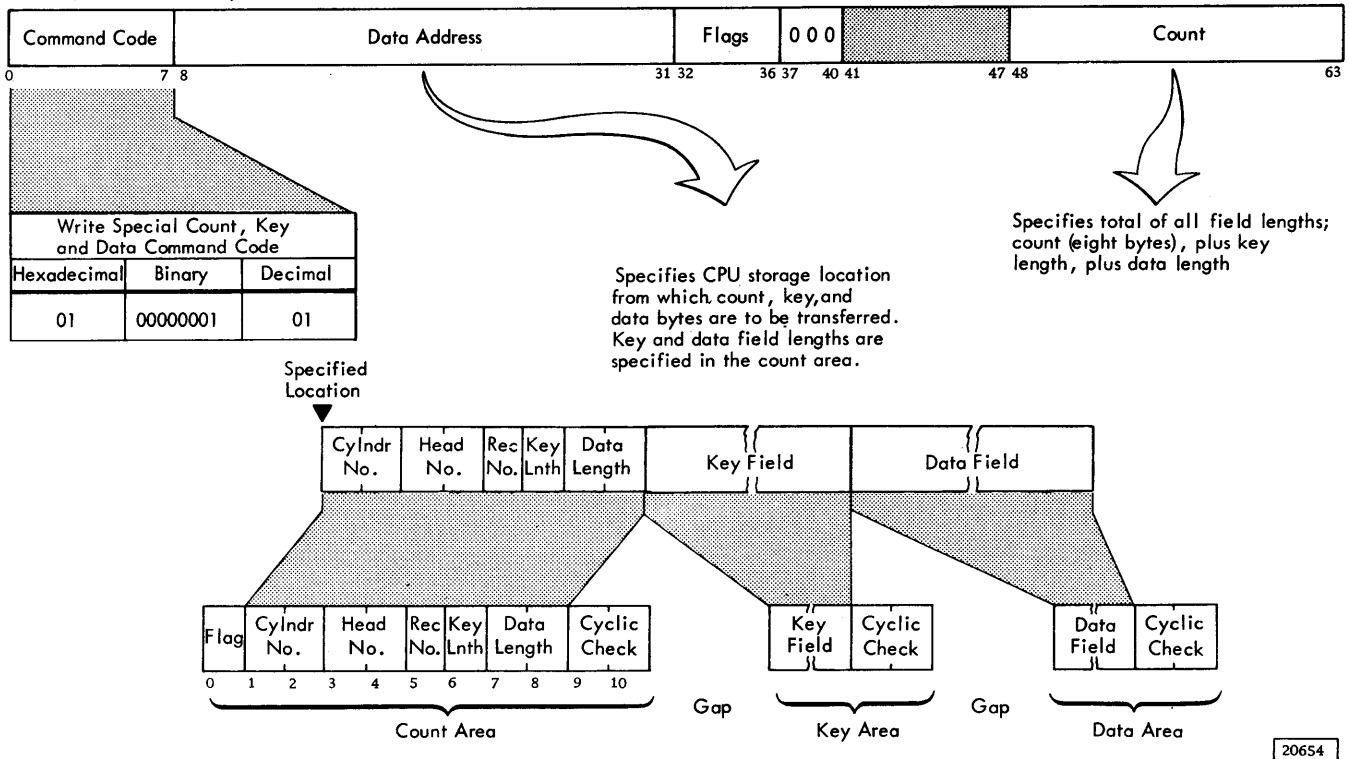 Command Code Data Address Flags 0 0 0 Count
0 7 8 31 32 36 37 40 41 47 48 63
Write Special Count, Key
and Data Command Code
Hexadecimal Binary Decimal
01 00000001 01
Specifies CPU storage location
from which count, key, and
data bytes are to be transferred.
Key and data field lengths are
specified in the count area.
Specifies total of all field lengths;
count (eight bytes), plus key
length, plus data length
Specified
Location
Cylndr No. Head No. Rec No. Key Lnth Data Length Key Field Data Field
Flag Cylndr No. Head No. Rec No. Key Lnth Data Length Cyclic Check Key Field Cyclic Check Data Field Cyclic Check
0 1 2 3 4 5 6 7 8 9 10
Count Area Gap Key Area Gap Data Area
20654